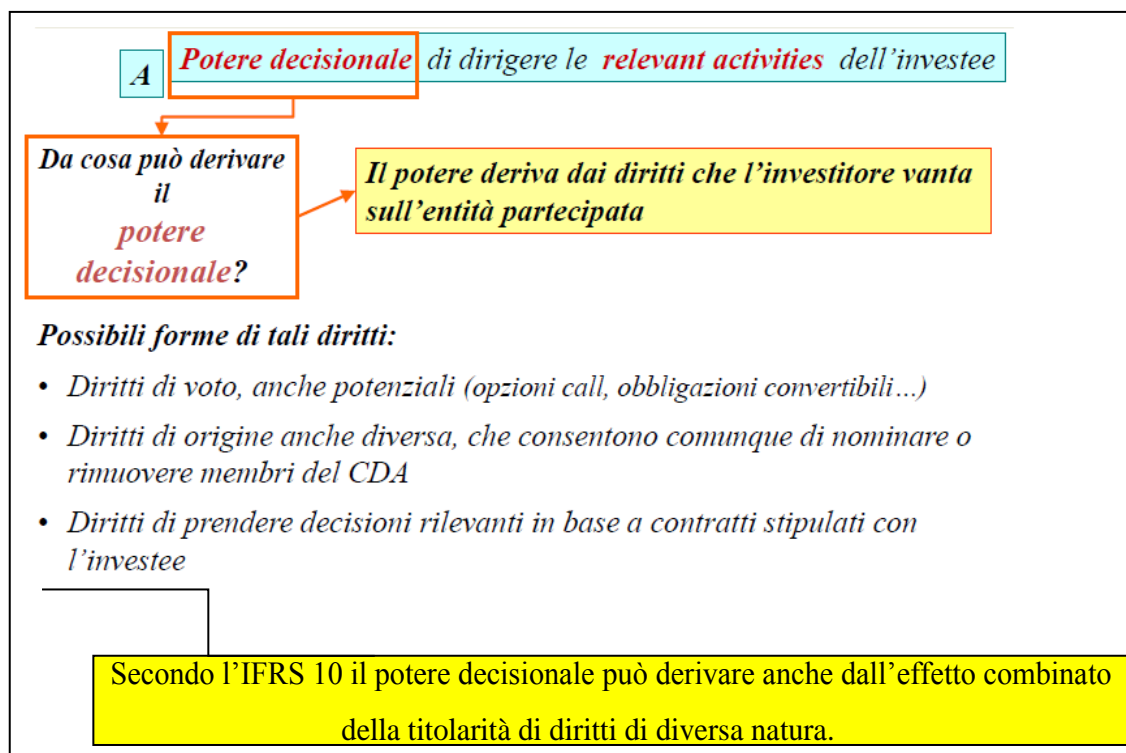 A
Potere decisionale di dirigere le relevant activities dell'investee
Da cosa può derivare
il
potere
decisionale?
Il potere deriva dai diritti che l'investitore vanta
sull'entità partecipata
Possibili forme di tali diritti:
• Diritti di voto, anche potenziali (opzioni call, obbligazioni convertibili…)
• Diritti di origine anche diversa, che consentono comunque di nominare o
rimuovere membri del CDA
• Diritti di prendere decisioni rilevanti in base a contratti stipulati con
l'investee
Secondo l'IFRS 10 il potere decisionale può derivare anche dall'effetto combinato
della titolarità di diritti di diversa natura.